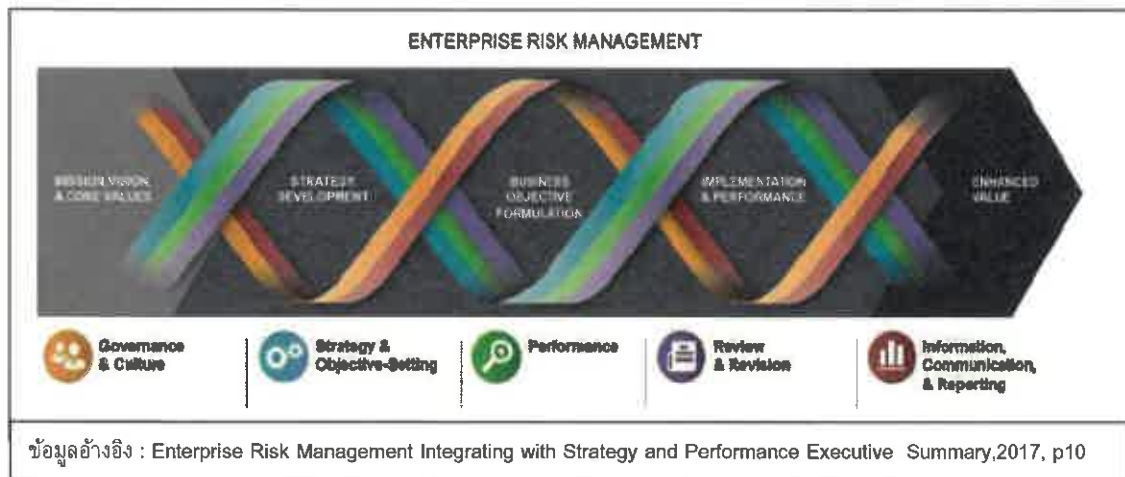 ENTERPRISE RISK MANAGEMENT
MISSION VISION
& CORE VALUES
STRATEGY
DEVELOPMENT
BUSINESS
OBJECTIVE
FORMULATION
IMPLEMENTATION
& PERFORMANCE
ENHANCED
VALUE
Governance
& Culture
Strategy &
Objective-Setting
Performance
Review
& Revision
Information,
Communication,
& Reporting
ข้อมูลอ้างอิง : Enterprise Risk Management Integrating with Strategy and Performance Executive Summary,2017, p10